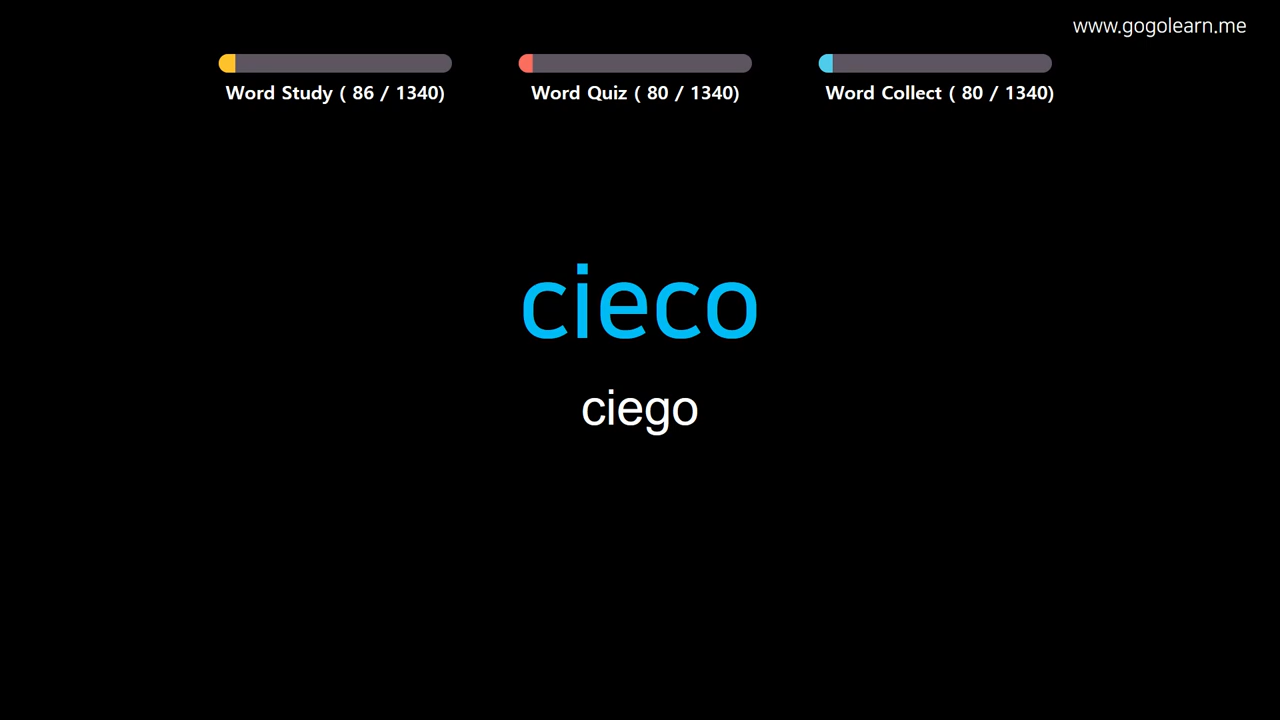 www.gogolearn.me
Word Study ( 86 / 1340)
Word Quiz ( 80 / 1340)
Word Collect ( 80 / 1340)
cieco
ciego